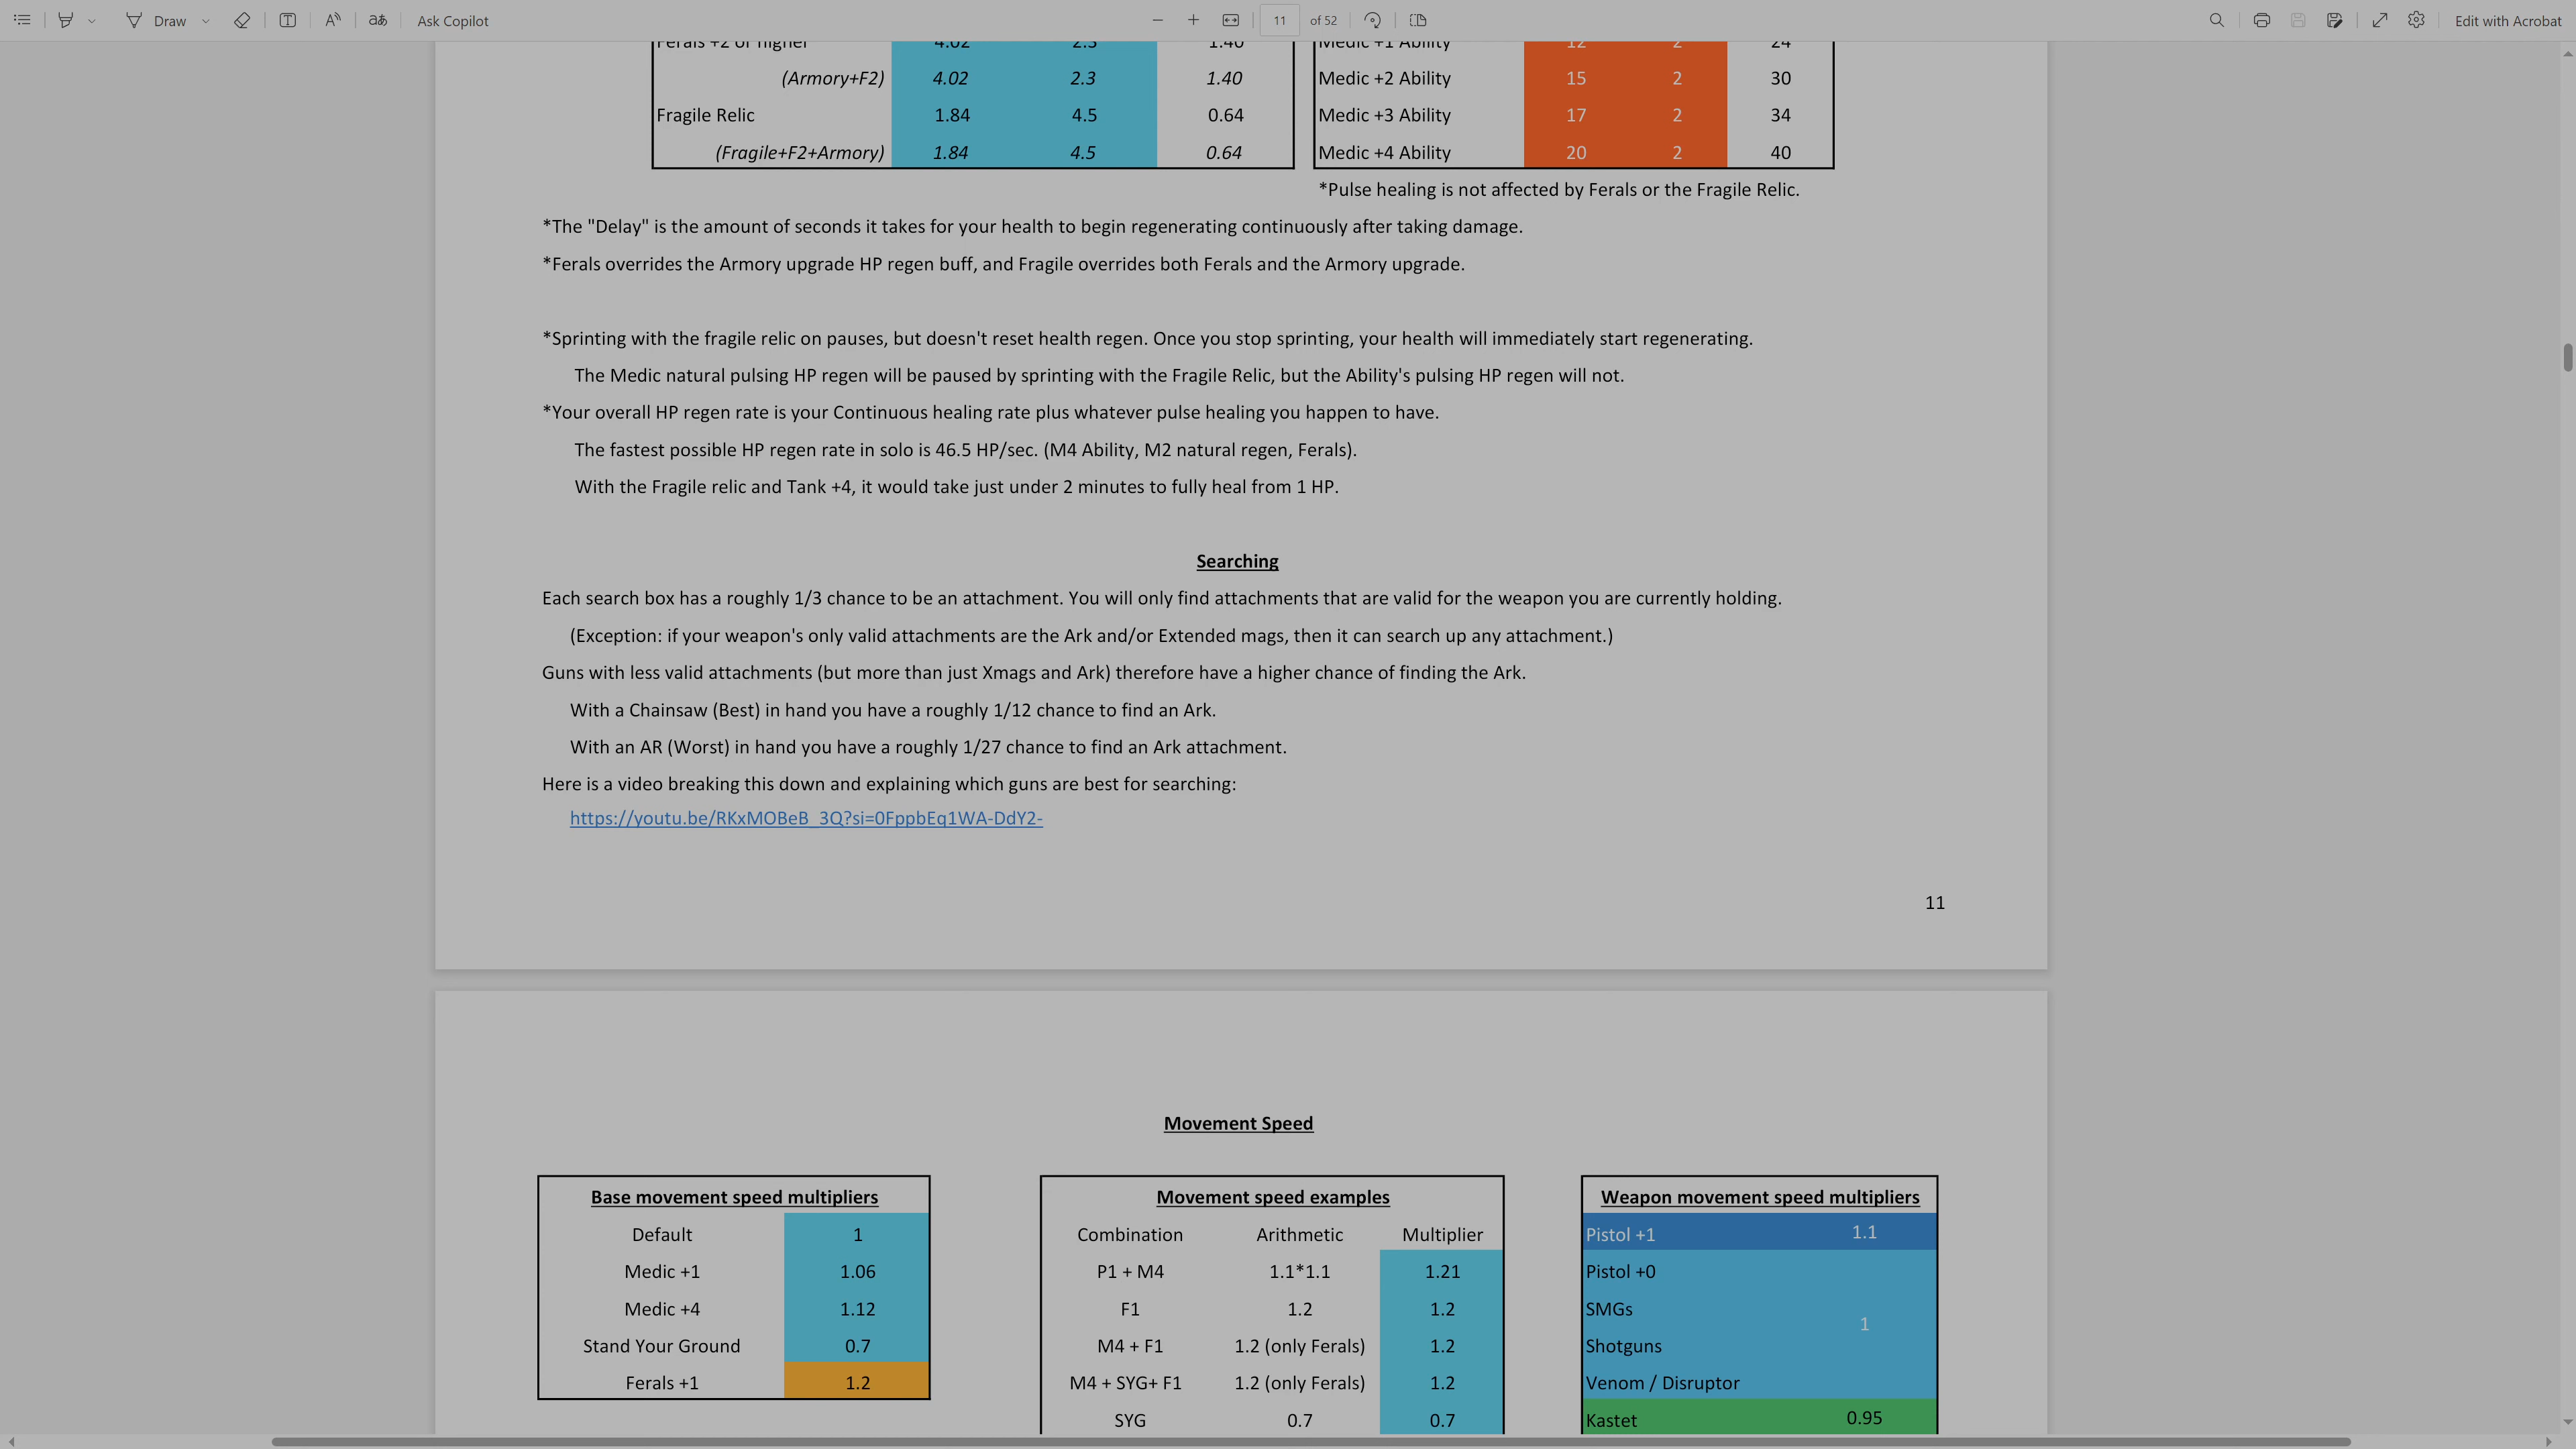 Draw
Ask Copilot
11 of 52
Edit with Acrobat
Ferals +2 or higher 4.02 2.3 1.40
(Armory+F2) 4.02 2.3 1.40
Fragile Relic 1.84 4.5 0.64
(Fragile+F2+Armory) 1.84 4.5 0.64
Medic +1 Ability 12 2 24
Medic +2 Ability 15 2 30
Medic +3 Ability 17 2 34
Medic +4 Ability 20 2 40
*Pulse healing is not affected by Ferals or the Fragile Relic.
*The "Delay" is the amount of seconds it takes for your health to begin regenerating continuously after taking damage.
*Ferals overrides the Armory upgrade HP regen buff, and Fragile overrides both Ferals and the Armory upgrade.
*Sprinting with the fragile relic on pauses, but doesn't reset health regen. Once you stop sprinting, your health will immediately start regenerating.
The Medic natural pulsing HP regen will be paused by sprinting with the Fragile Relic, but the Ability's pulsing HP regen will not.
*Your overall HP regen rate is your Continuous healing rate plus whatever pulse healing you happen to have.
The fastest possible HP regen rate in solo is 46.5 HP/sec. (M4 Ability, M2 natural regen, Ferals).
With the Fragile relic and Tank +4, it would take just under 2 minutes to fully heal from 1 HP.
Searching
Each search box has a roughly 1/3 chance to be an attachment. You will only find attachments that are valid for the weapon you are currently holding.
(Exception: if your weapon's only valid attachments are the Ark and/or Extended mags, then it can search up any attachment.)
Guns with less valid attachments (but more than just Xmags and Ark) therefore have a higher chance of finding the Ark.
With a Chainsaw (Best) in hand you have a roughly 1/12 chance to find an Ark.
With an AR (Worst) in hand you have a roughly 1/27 chance to find an Ark attachment.
Here is a video breaking this down and explaining which guns are best for searching:
https://youtu.be/RKxMOBeB_3Q?si=0FppbEq1WA-DdY2-
11
Movement Speed
Base movement speed multipliers
Default 1
Medic +1 1.06
Medic +4 1.12
Stand Your Ground 0.7
Ferals +1 1.2
Movement speed examples
Combination Arithmetic Multiplier
P1 + M4 1.1*1.1 1.21
F1 1.2 1.2
M4 + F1 1.2 (only Ferals) 1.2
M4 + SYG+ F1 1.2 (only Ferals) 1.2
SYG 0.7 0.7
Weapon movement speed multipliers
Pistol +1 1.1
Pistol +0
SMGs
1
Shotguns
Venom / Disruptor
Kastet 0.95